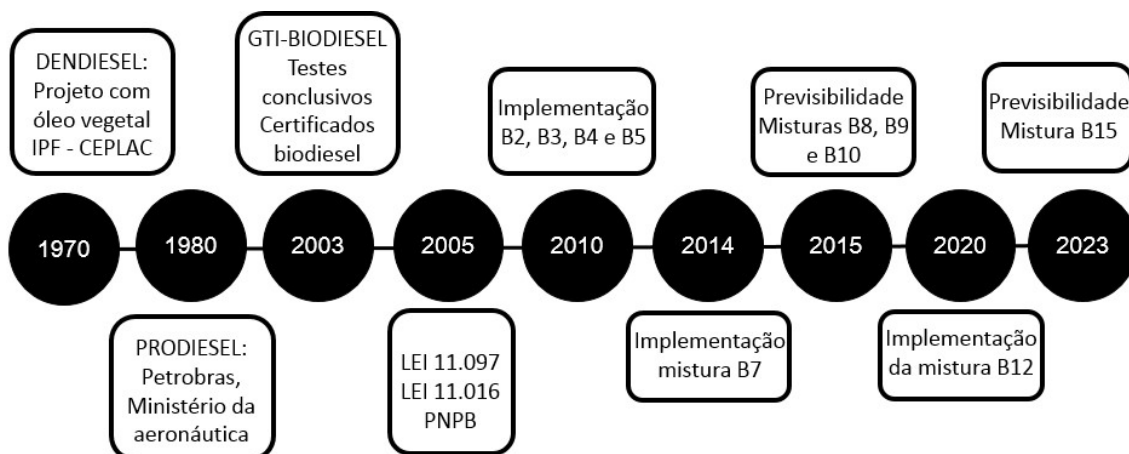 DENDIESEL:
Projeto com
óleo vegetal
IPF - CEPLAC
GTI-BIODIESEL
Testes
conclusivos
Certificados
biodiesel
Implementação
B2, B3, B4 e B5
Previsibilidade
Misturas B8, B9
e B10
Previsibilidade
Mistura B15
1970
1980
2003
2005
2010
2014
2015
2020
2023
PRODIESEL:
Petrobras,
Ministério da
aeronáutica
LEI 11.097
LEI 11.016
PNPB
Implementação
mistura B7
Implementação
da mistura B12